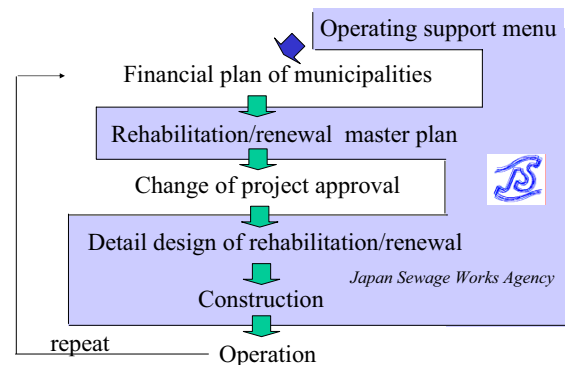 Operating support menu
Financial plan of municipalities
Rehabilitation/renewal master plan
Change of project approval
Detail design of rehabilitation/renewal
Japan Sewage Works Agency
Construction
repeat
Operation